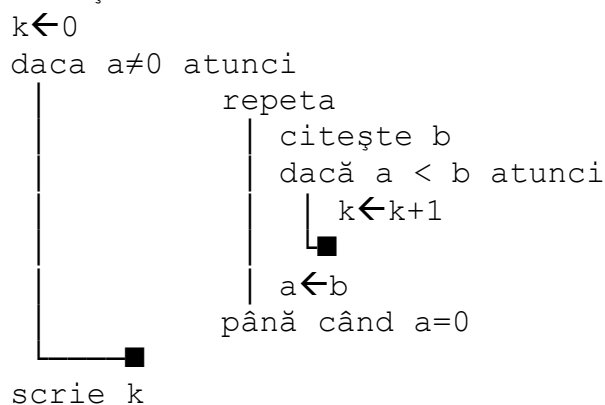 k🡨0
daca a≠0 atunci
repeta
citeşte b
dacă a < b atunci
k🡨k+1
■
a🡨b
până când a=0
■
scrie k